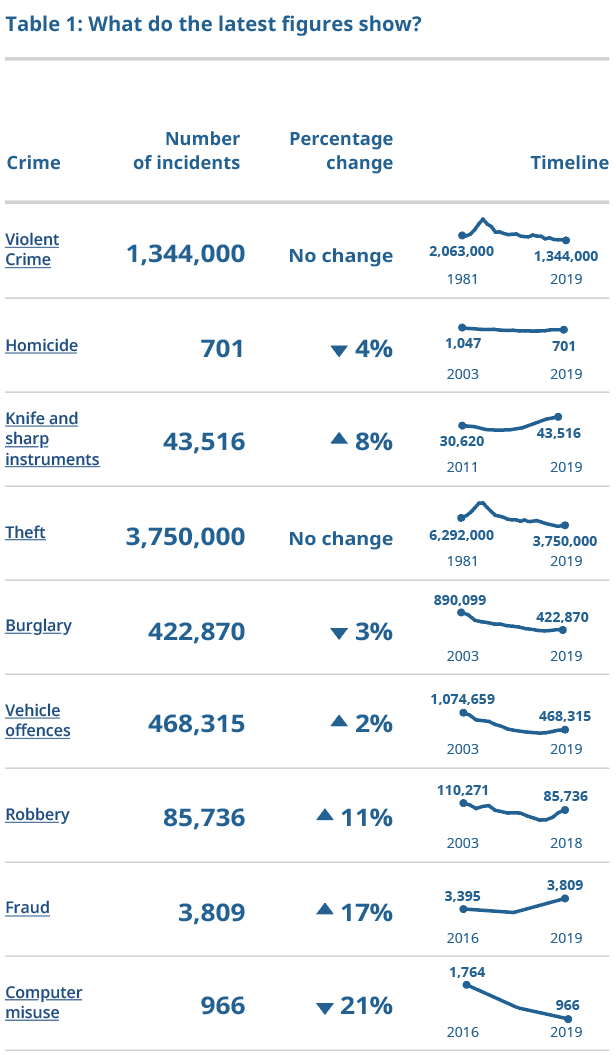 Table 1: What do the latest figures show?
Crime
Number
of incidents
Percentage
change
Timeline
Violent
Crime
1,344,000
No change
2,063,000
1,344,000
1981
2019
Homicide
701
▼ 4%
1,047
701
2003
2019
Knife and
sharp
instruments
43,516
▲ 8%
30,620
43,516
2011
2019
Theft
3,750,000
No change
6,292,000
3,750,000
1981
2019
Burglary
422,870
▼ 3%
890,099
422,870
2003
2019
Vehicle
offences
468,315
▲ 2%
1,074,659
468,315
2003
2019
Robbery
85,736
▲ 11%
110,271
85,736
2003
2018
Fraud
3,809
▲ 17%
3,395
3,809
2016
2019
Computer
misuse
966
▼ 21%
1,764
966
2016
2019